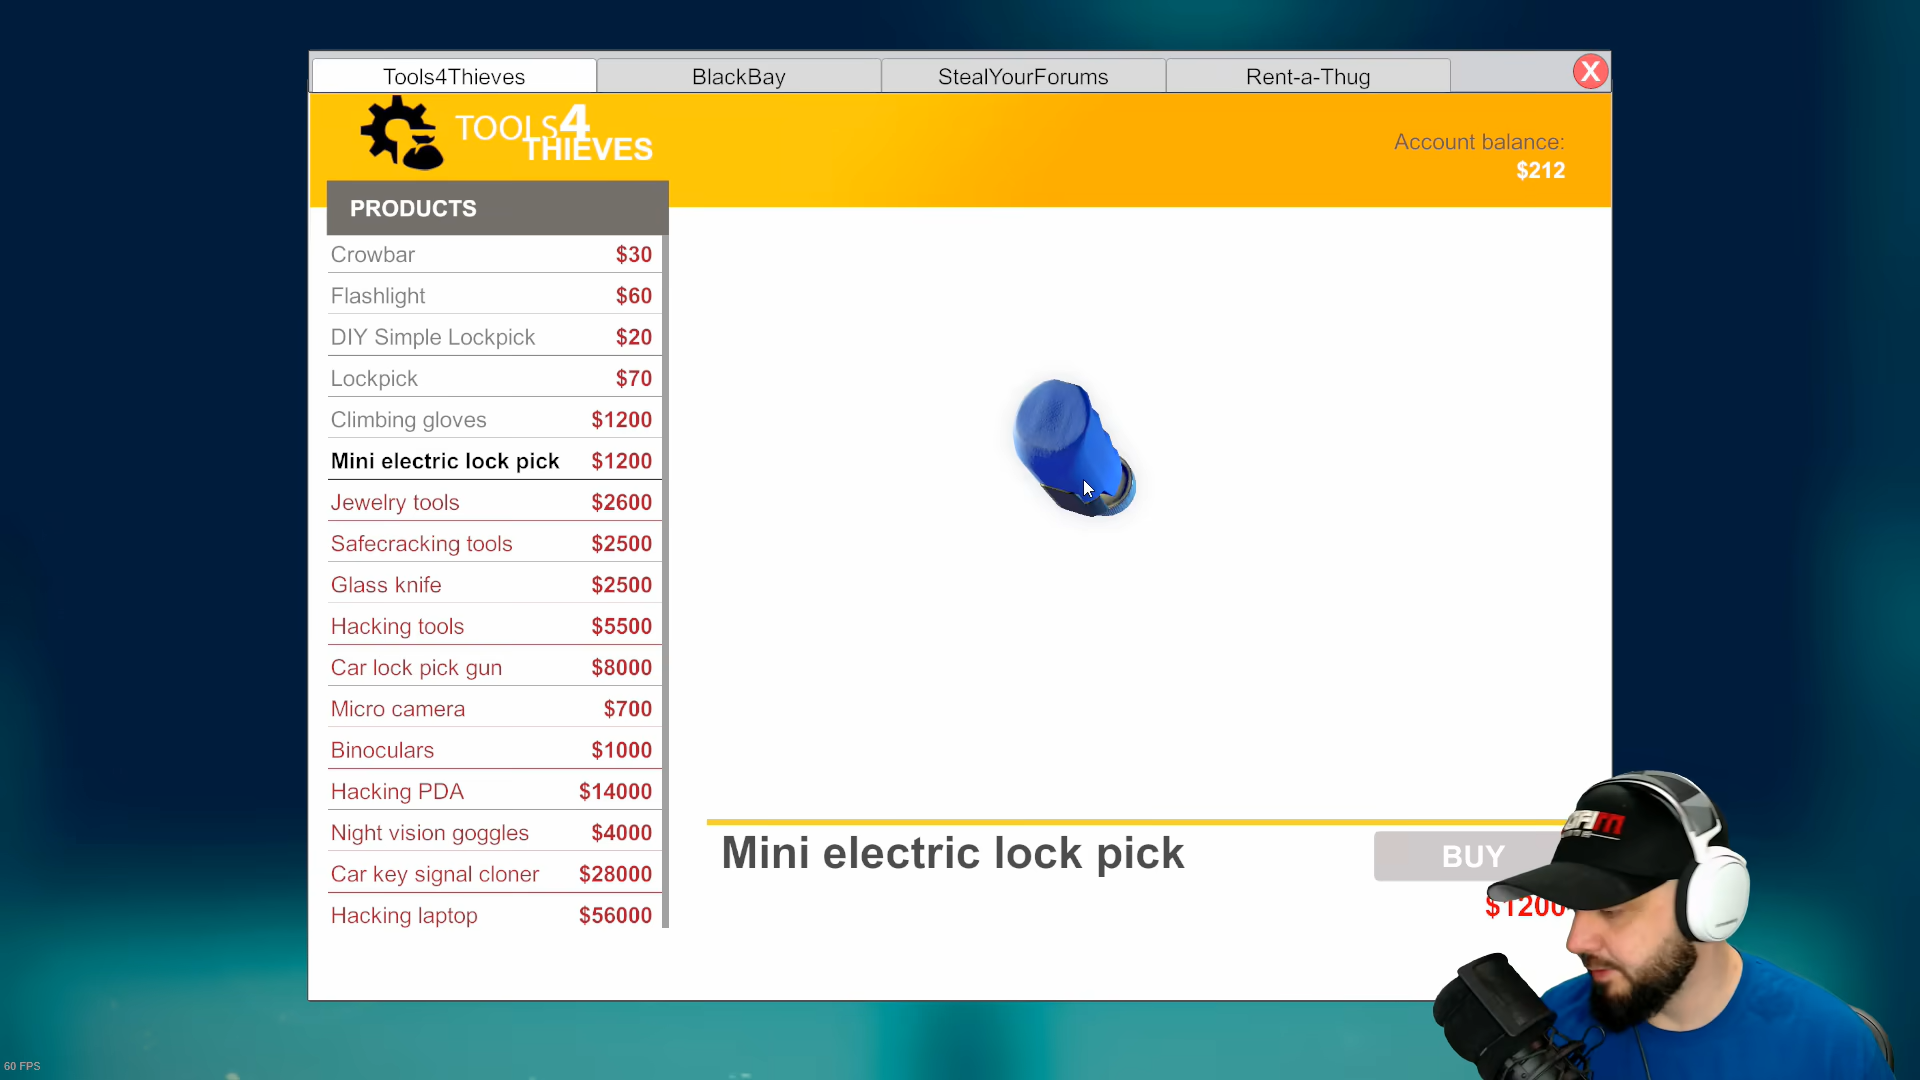 Tools4Thieves BlackBay StealYourForums Rent-a-Thug X
TOOLS4
THIEVES
Account balance:
$212
PRODUCTS
Crowbar $30
Flashlight $60
DIY Simple Lockpick $20
Lockpick $70
Climbing gloves $1200
Mini electric lock pick $1200
Jewelry tools $2600
Safecracking tools $2500
Glass knife $2500
Hacking tools $5500
Car lock pick gun $8000
Micro camera $700
Binoculars $1000
Hacking PDA $14000
Night vision goggles $4000
Car key signal cloner $28000
Hacking laptop $56000
Mini electric lock pick
BUY
$1200
60 FPS